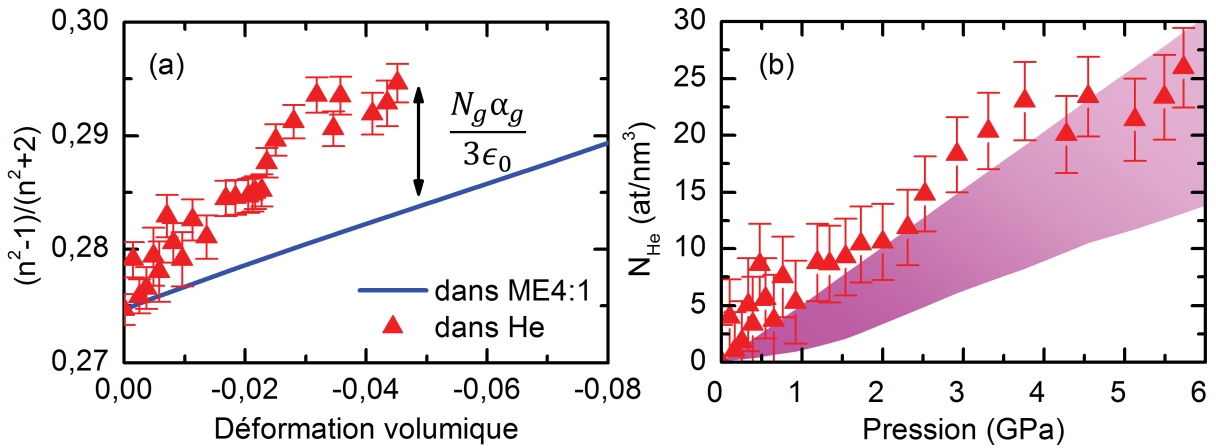 (a)
(n²-1)/(n²+2)
0,30
0,29
0,28
0,27
N_g α_g
3ϵ₀
dans ME4:1
dans He
0,00 -0,02 -0,04 -0,06 -0,08
Déformation volumique
(b)
N_He (at/nm³)
30
25
20
15
10
5
0
0 1 2 3 4 5 6
Pression (GPa)